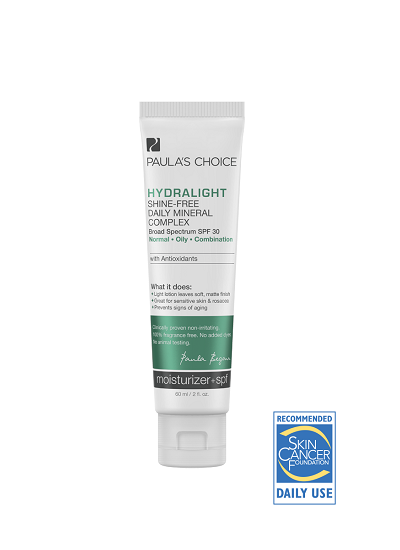 PAULA'S CHOICE
HYDRALIGHT
SHINE-FREE
DAILY MINERAL
COMPLEX
Broad Spectrum SPF 30
Normal • Oily • Combination
with Antioxidants
What it does:
• Light lotion leaves soft, matte finish
• Great for sensitive skin & rosacea
• Prevents signs of aging
Clinically proven non-irritating.
100% fragrance free. No added dyes.
No animal testing.
Paula Begoun
moisturizer+spf
60 ml / 2 fl. oz.
RECOMMENDED
SKIN
CANCER
FOUNDATION
DAILY USE